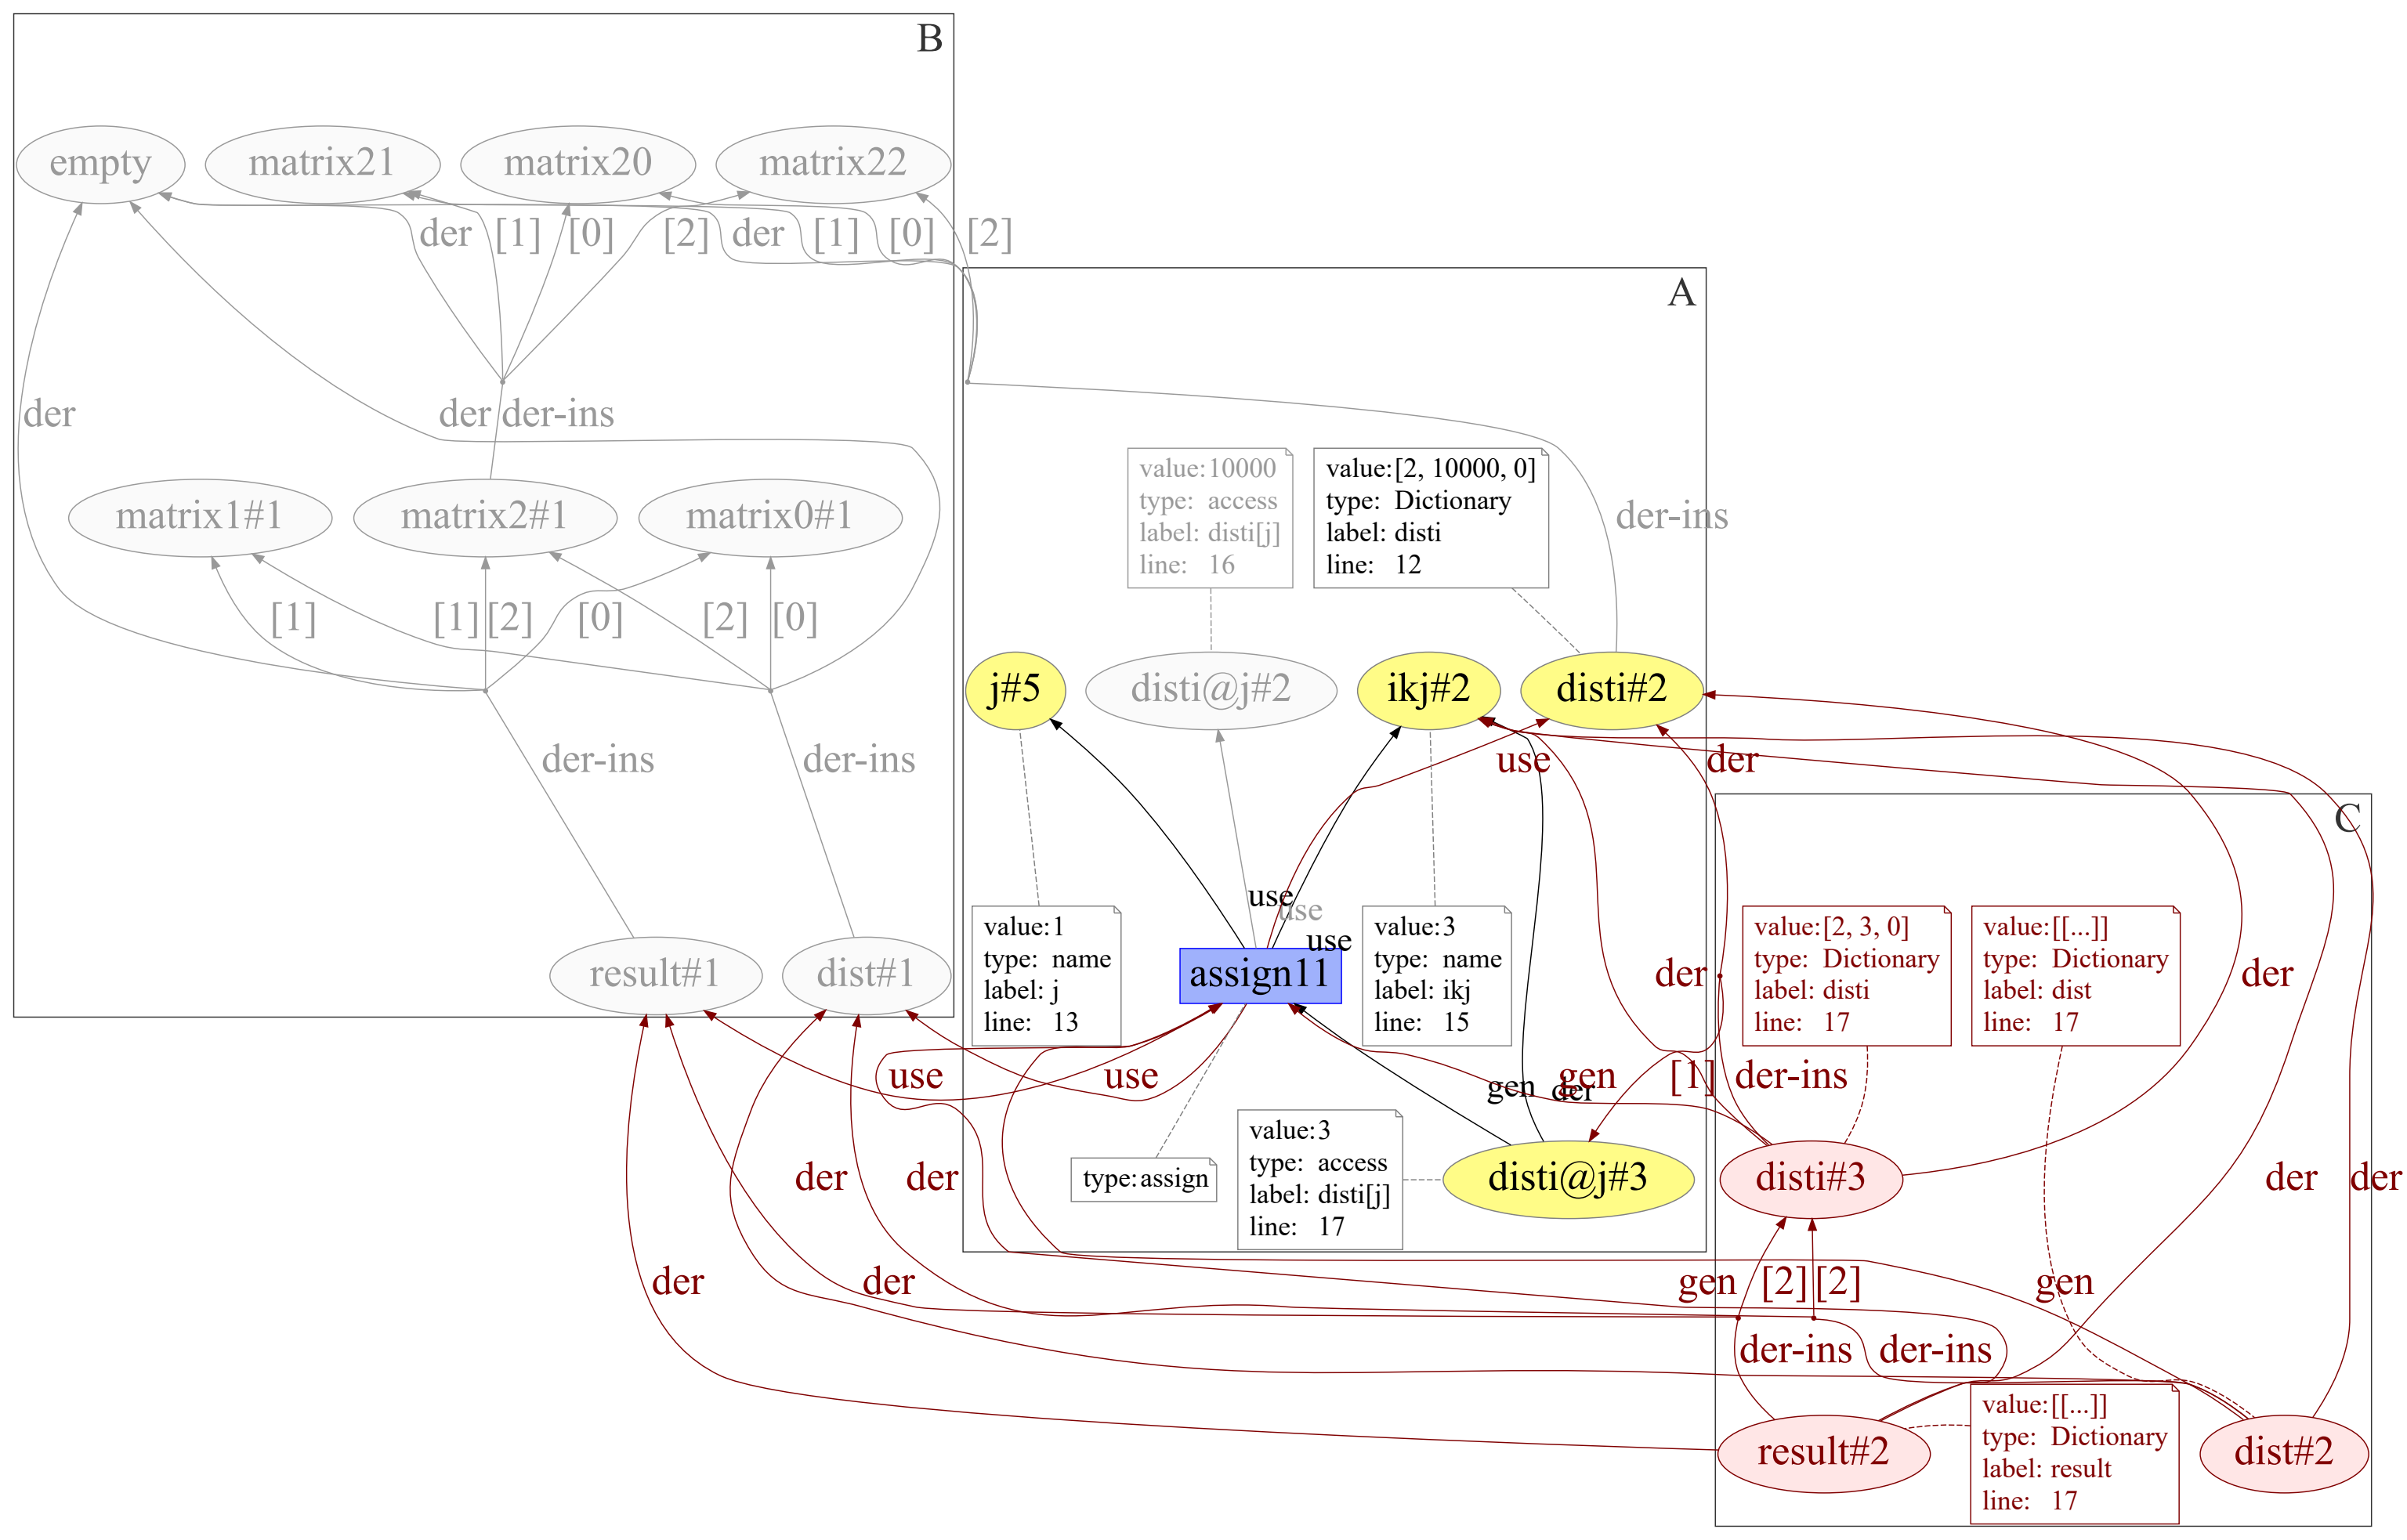 B
empty
matrix21
matrix20
matrix22
der
[1]
[0]
[2]
der
[1]
[0]
[2]
A
der
der
der-ins
value: 10000
type: access
label: disti[j]
line: 16
value: [2, 10000, 0]
type: Dictionary
label: disti
line: 12
matrix1#1
matrix2#1
matrix0#1
der-ins
[1]
[1]
[2]
[0]
[2]
[0]
j#5
disti@j#2
ikj#2
disti#2
der-ins
der-ins
use
der
C
use
use
use
value: 1
type: name
label: j
line: 13
value: 3
type: name
label: ikj
line: 15
value: [2, 3, 0]
type: Dictionary
label: disti
line: 17
value: [[...]]
type: Dictionary
label: dist
line: 17
result#1
dist#1
assign11
der
der
use
use
gen
gen
der
[1]
der-ins
type: assign
value: 3
type: access
label: disti[j]
line: 17
disti@j#3
disti#3
der
der
der
der
der
der
gen
[2]
[2]
gen
der-ins
der-ins
value: [[...]]
type: Dictionary
label: result
line: 17
result#2
dist#2